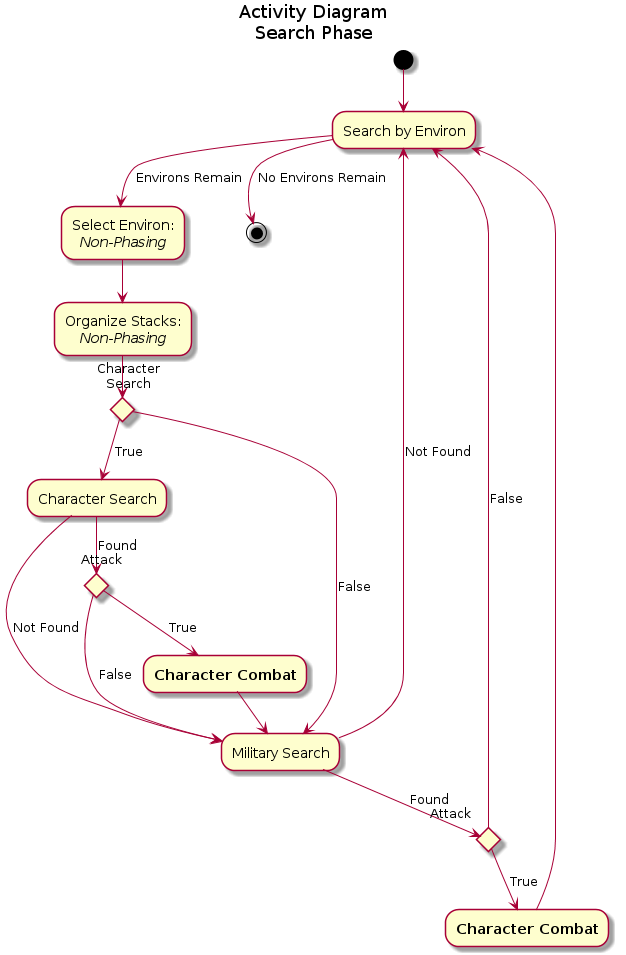 Activity Diagram
Search Phase
Search by Environ
Environs Remain
No Environs Remain
Select Environ:
Non-Phasing
Organize Stacks:
Non-Phasing
Character
Search
True
Not Found
Character Search
False
Found
Attack
False
Not Found
True
False
Character Combat
Military Search
Found
Attack
True
Character Combat